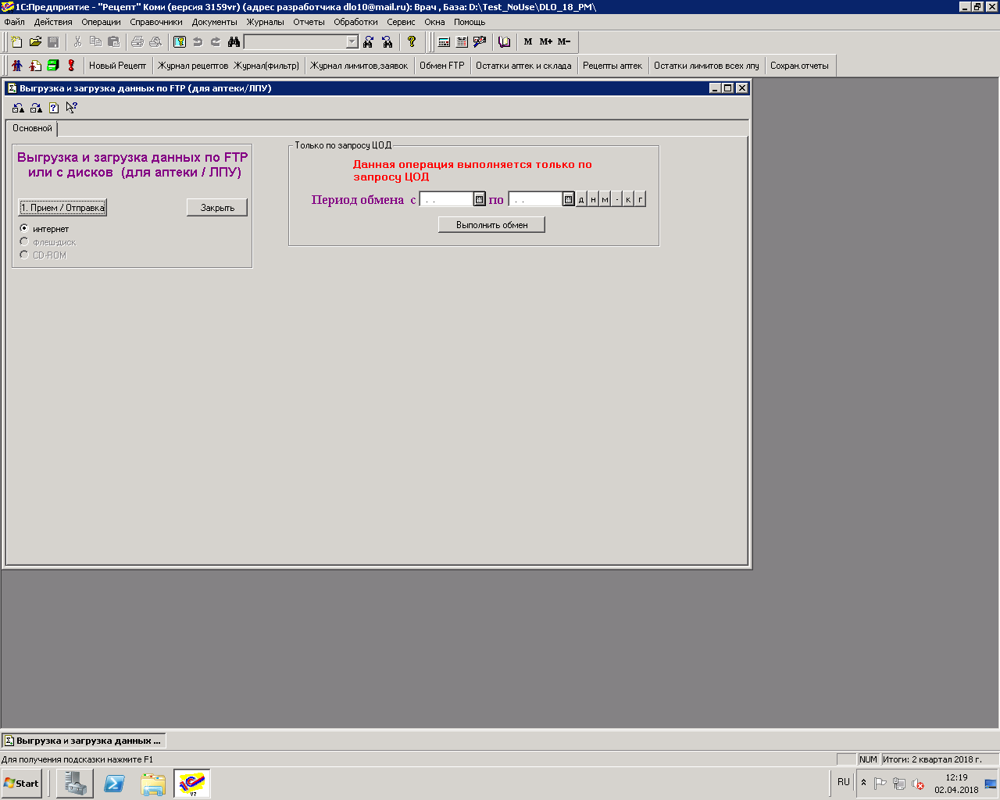 1С:Предприятие - "Рецепт" Коми (версия 3159vr) (адрес разработчика dlo10@mail.ru): Врач , База: D:\Test_NoUse\DLO_18_PM\
Файл Действия Операции Справочники Документы Журналы Отчеты Обработки Сервис Окна Помощь
M M+ M-
Новый Рецепт Журнал рецептов Журнал(фильтр) Журнал лимитов,заявок Обмен FTP Остатки аптек и склада Рецепты аптек Остатки лимитов всех лпу Сохран.отчеты
Выгрузка и загрузка данных по FTP (для аптеки/ЛПУ)
Основной
Выгрузка и загрузка данных по FTP
или с дисков (для аптеки / ЛПУ)
1. Прием / Отправка
Закрыть
интернет
Флеш-диск
CD-ROM
Только по запросу ЦОД
Данная операция выполняется только по
запросу ЦОД
Период обмена с . . по . . д н м - к г
Выполнить обмен
Выгрузка и загрузка данных ...
Для получения подсказки нажмите F1
NUM Итоги: 2 квартал 2018 г.
Start
V7
RU
12:19
02.04.2018